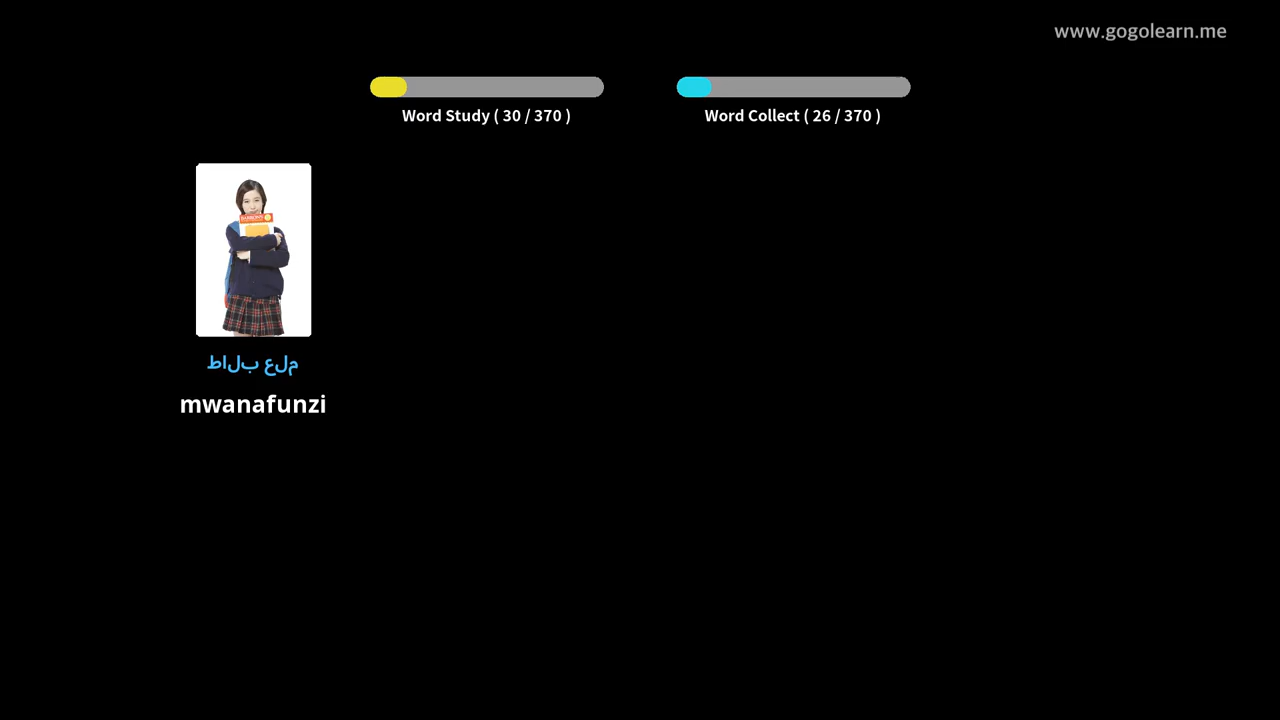 www.gogolearn.me
Word Study ( 30 / 370 )
Word Collect ( 26 / 370 )
طالب علم
mwanafunzi